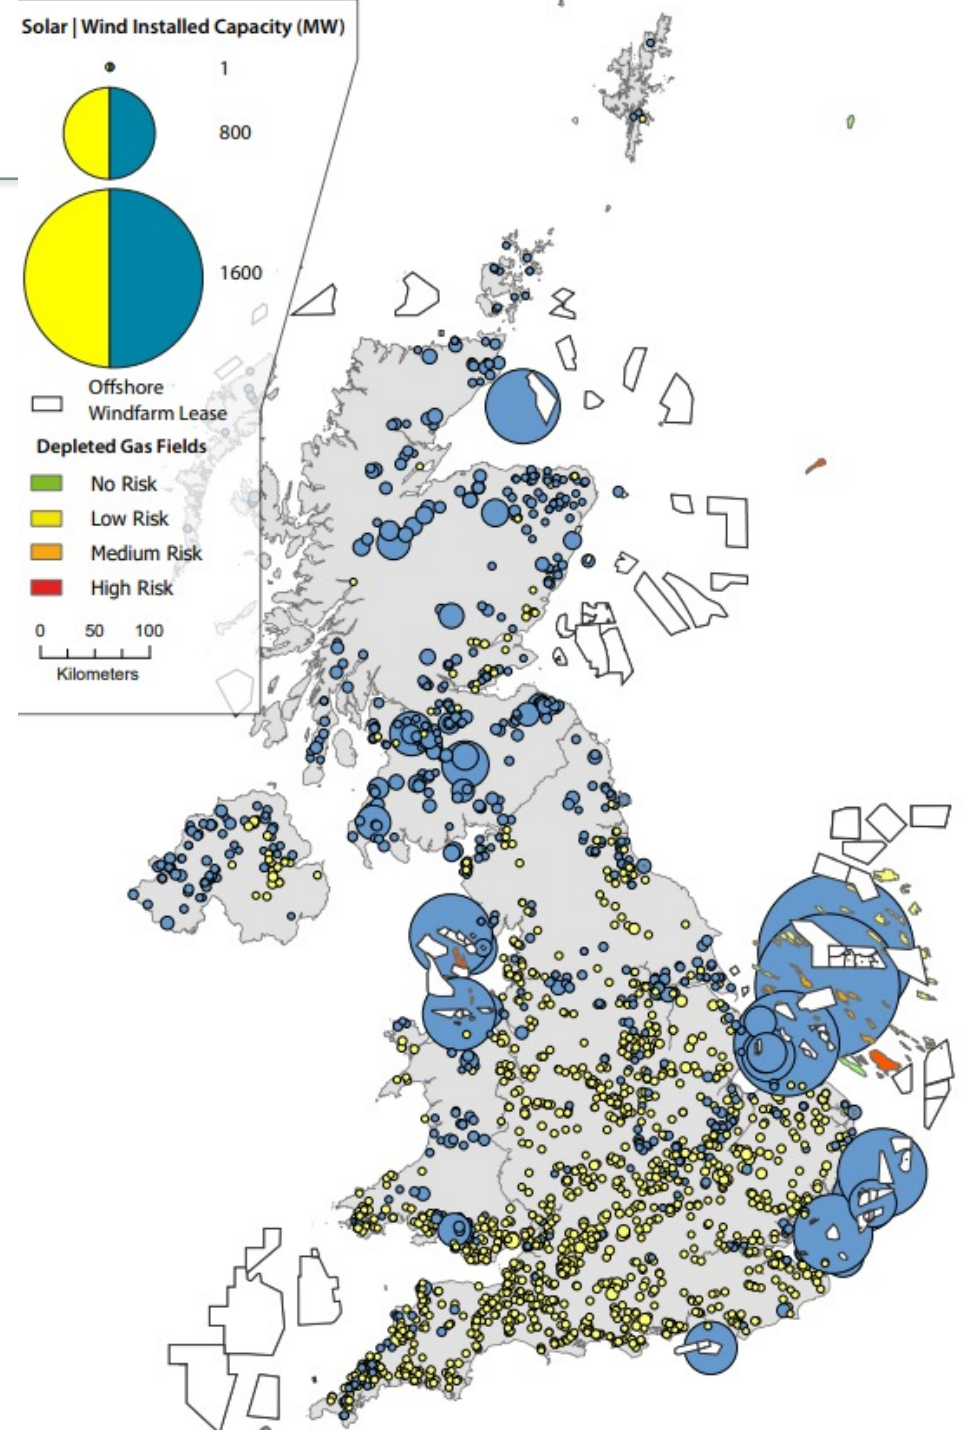 Solar | Wind Installed Capacity (MW)
1
800
1600
Offshore
Windfarm Lease
Depleted Gas Fields
No Risk
Low Risk
Medium Risk
High Risk
0 50 100
Kilometers